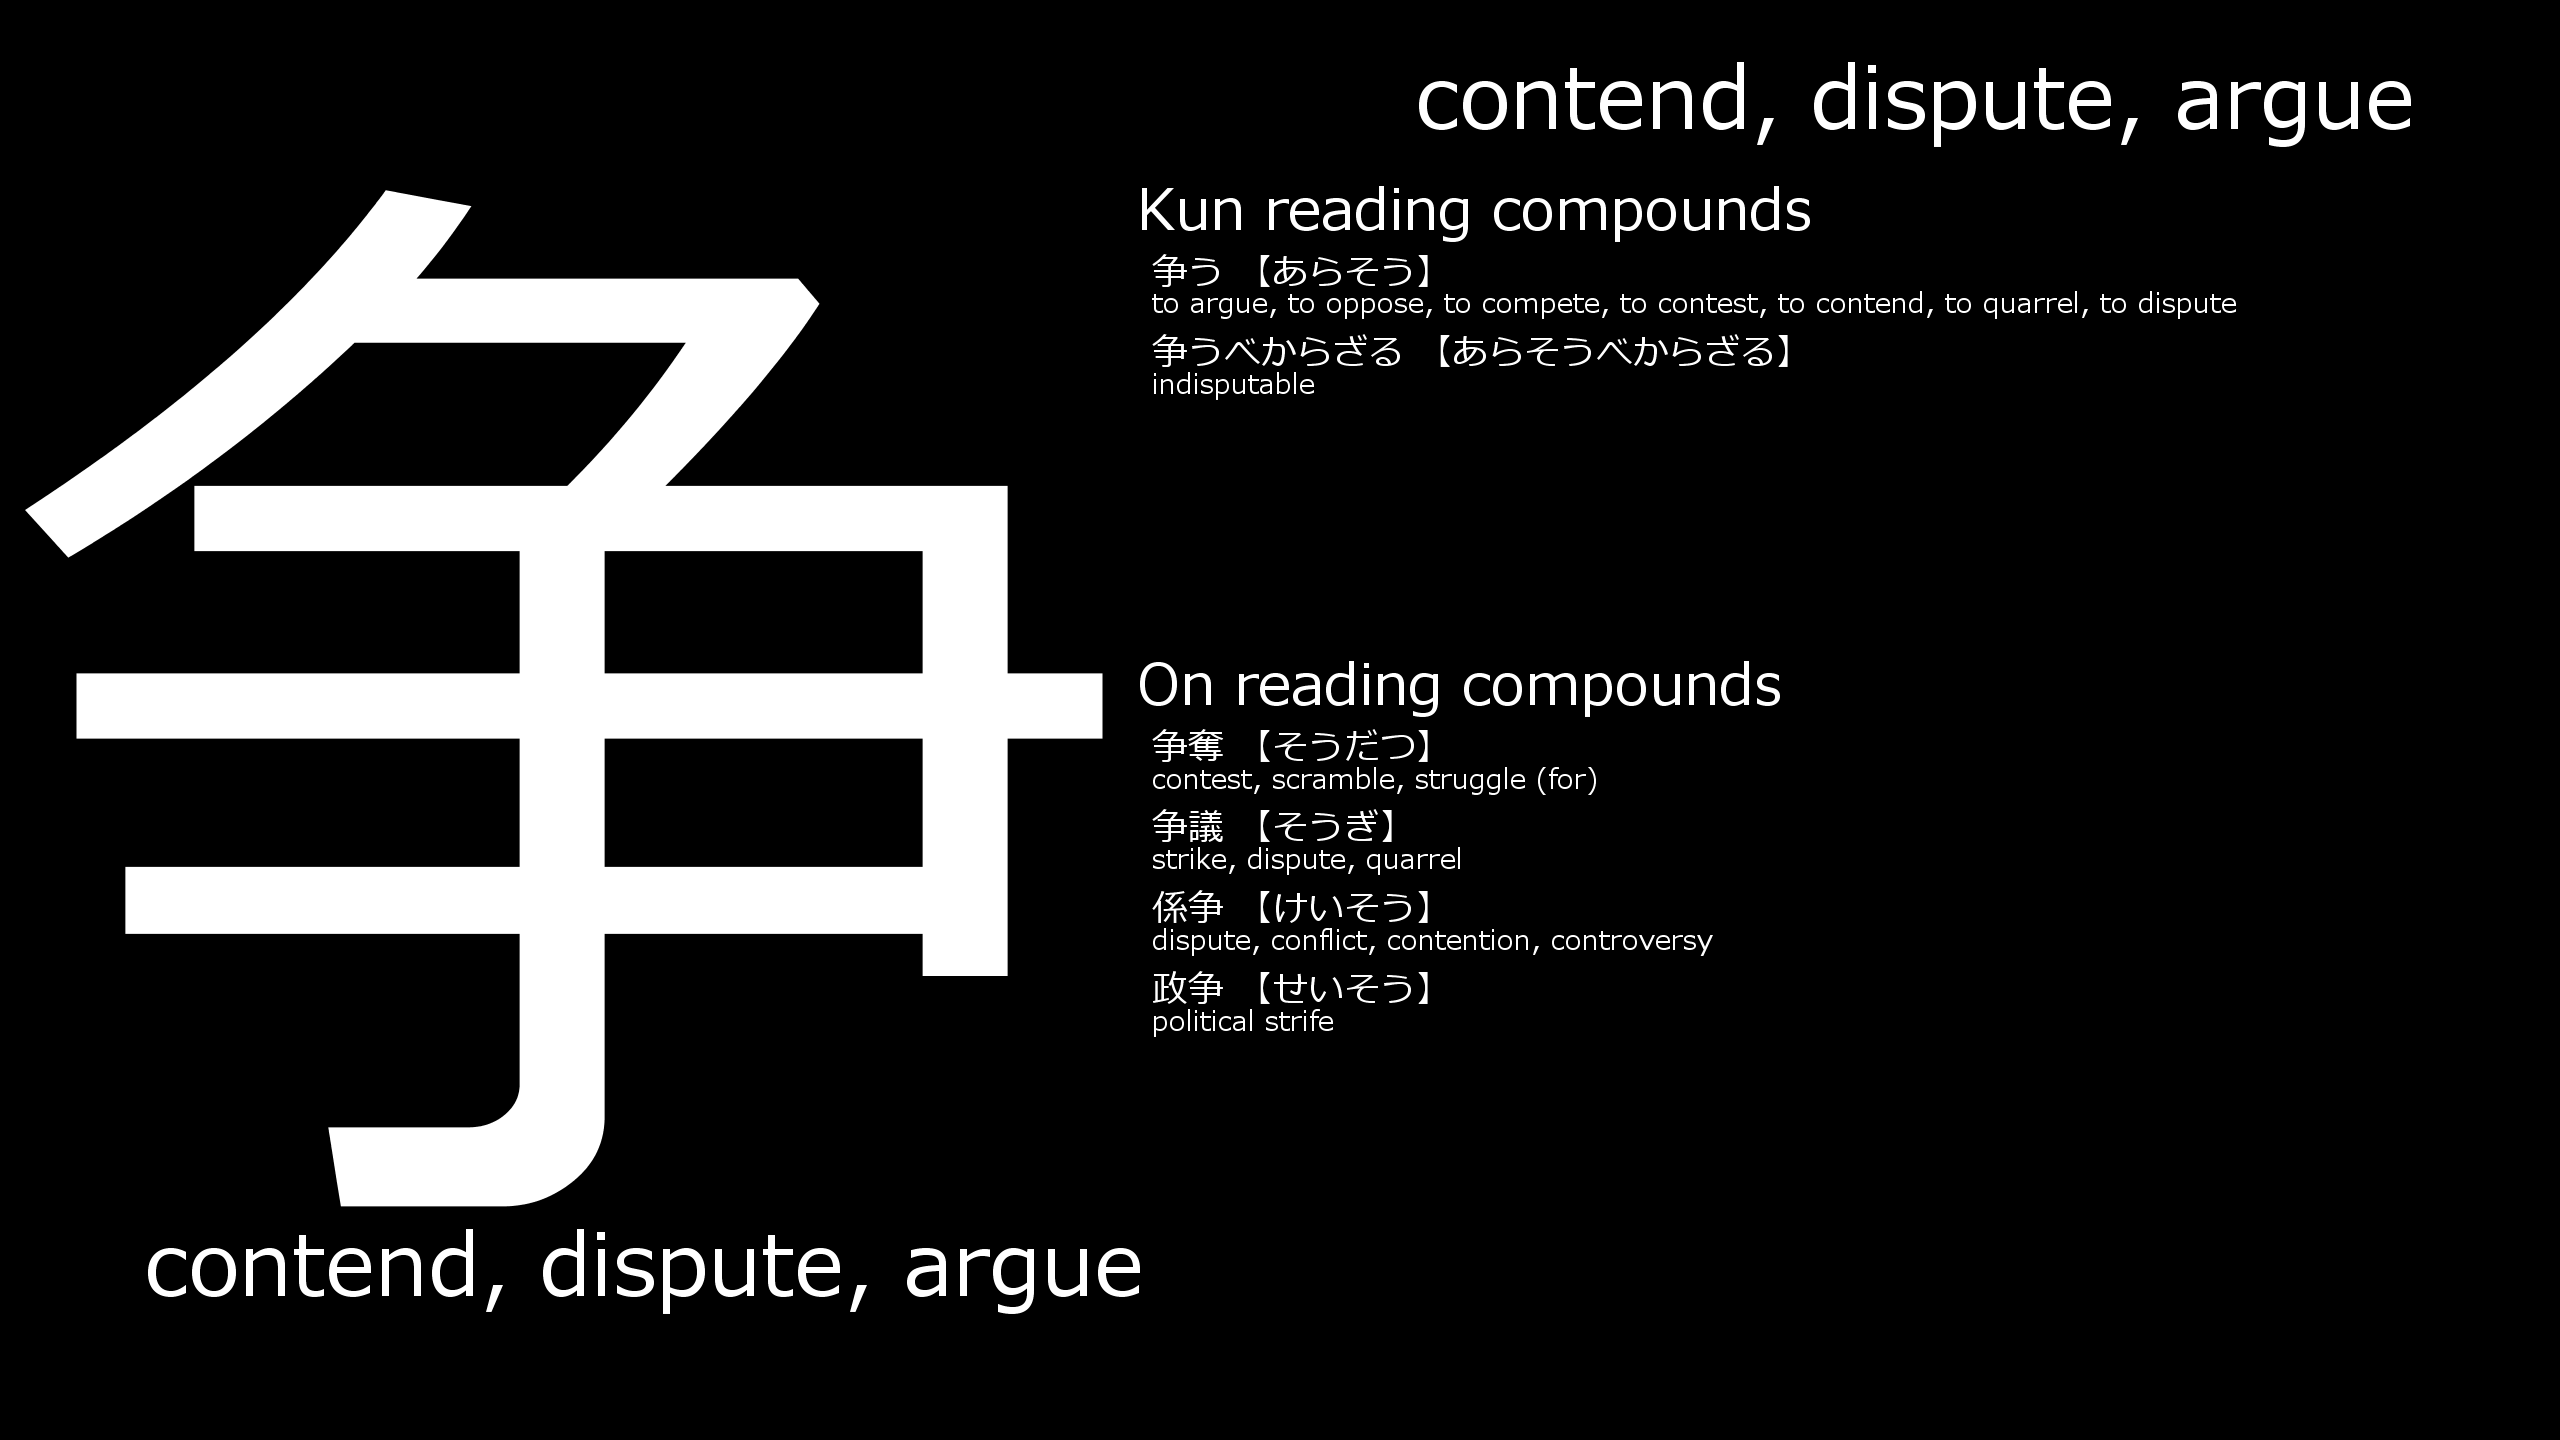 争
contend, dispute, argue
contend, dispute, argue
Kun reading compounds
争う 【あらそう】
to argue, to oppose, to compete, to contest, to contend, to quarrel, to dispute
争うべからざる 【あらそうべからざる】
indisputable
On reading compounds
争奪 【そうだつ】
contest, scramble, struggle (for)
争議 【そうぎ】
strike, dispute, quarrel
係争 【けいそう】
dispute, conflict, contention, controversy
政争 【せいそう】
political strife